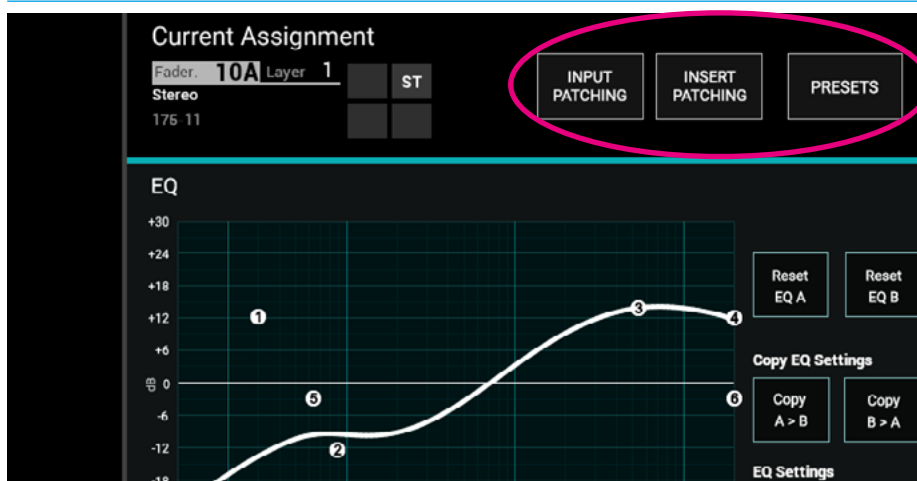 Current Assignment
Fader. 10A Layer 1
Stereo
175-11
ST
INPUT
PATCHING
INSERT
PATCHING
PRESETS
EQ
+30
+24
+18
+12
+6
dB 0
-6
-12
-18
1
2
3
4
5
6
Reset
EQ A
Reset
EQ B
Copy EQ Settings
Copy
A > B
Copy
B > A
EQ Settings